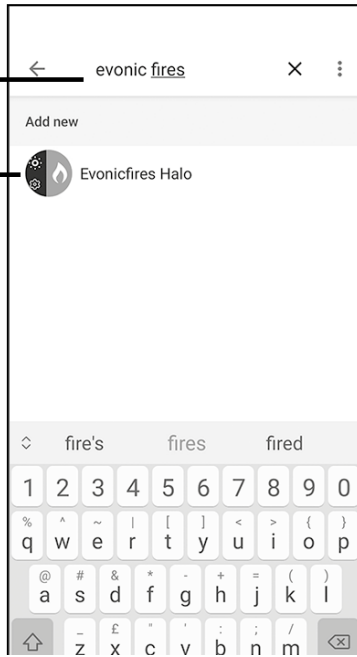 evonic fires
Add new
Evonicfires Halo
fire's fires fired
1 2 3 4 5 6 7 8 9 0
% ^ ~ | [ ] < > { }
q w e r t y u i o p
@ # & * - + = ( )
a s d f g h j k l
_ £ " ' : ; /
z x c v b n m